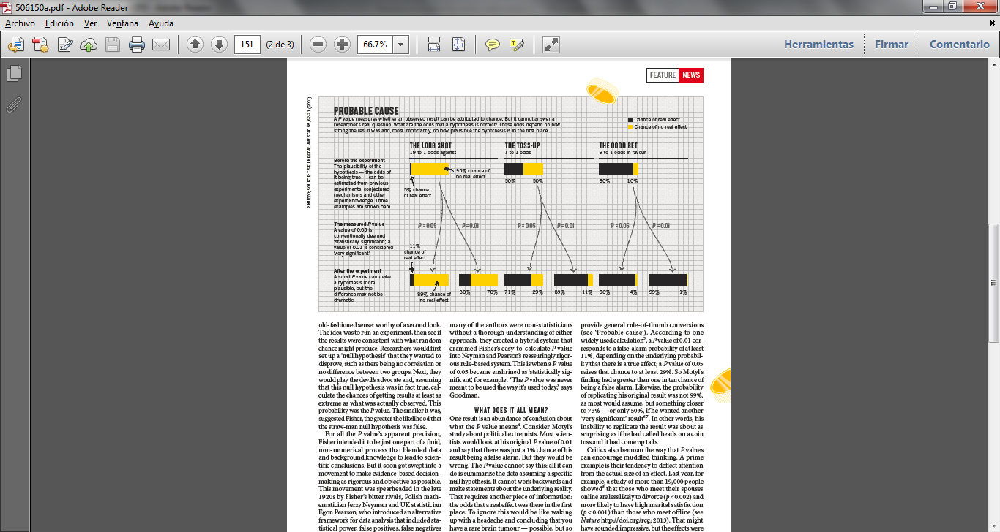 506150a.pdf - Adobe Reader
Archivo Edición Ver Ventana Ayuda
151 (2 de 3) 66.7% Herramientas Firmar Comentario
FEATURE NEWS
R. NUZZO; SOURCE: T. SELLKE ET AL. AM. STAT. 55, 62–71 (2001)
PROBABLE CAUSE
A P value measures whether an observed result can be attributed to chance. But it cannot answer a
researcher's real question: what are the odds that a hypothesis is correct? Those odds depend on how
strong the result was and, most importantly, on how plausibile the hypothesis is in the first place.
Chance of real effect
Chance of no real effect
THE LONG SHOT
19-to-1 odds against
THE TOSS-UP
1-to-1 odds
THE GOOD BET
9-to-1 odds in favour
Before the experiment
The plausibility of the
hypothesis — the odds of
it being true — can be
estimated from previous
experiments, conjectured
mechanisms and other
expert knowledge. Three
examples are shown here.
95% chance of
no real effect
5% chance
of real effect
50% 50%
90% 10%
The measured P value
A value of 0.05 is
conventionally deemed
'statistically significant'; a
value of 0.01 is considered
'very significant'.
P = 0.05 P = 0.01 P = 0.05 P = 0.01 P = 0.05 P = 0.01
11%
chance of
real effect
After the experiment
A small P value can make
a hypothesis more
plausible, but the
difference may not be
dramatic.
89% chance of
no real effect
30% 70% 71% 29% 89% 11% 96% 4% 99% 1%
old-fashioned sense: worthy of a second look.
The idea was to run an experiment, then see if
the results were consistent with what random
chance might produce. Researchers would first
set up a 'null hypothesis' that they wanted to
disprove, such as there being no correlation or
no difference between two groups. Next, they
would play the devil's advocate and, assuming
that this null hypothesis was in fact true, cal-
culate the chances of getting results at least as
extreme as what was actually observed. This
probability was the P value. The smaller it was,
suggested Fisher, the greater the likelihood that
the straw-man null hypothesis was false.
For all the P value's apparent precision,
Fisher intended it to be just one part of a fluid,
non-numerical process that blended data
and background knowledge to lead to scien-
tific conclusions. But it soon got swept into a
movement to make evidence-based decision-
making as rigorous and objective as possible.
This movement was spearheaded in the late
1920s by Fisher's bitter rivals, Polish math-
ematician Jerzy Neyman and UK statistician
Egon Pearson, who introduced an alternative
framework for data analysis that included sta-
tistical power, false positives, false negatives
many of the authors were non-statisticians
without a thorough understanding of either
approach, they created a hybrid system that
crammed Fisher's easy-to-calculate P value
into Neyman and Pearson's reassuringly rigor-
ous rule-based system. This is when a P value
of 0.05 became enshrined as 'statistically sig-
nificant', for example. "The P value was never
meant to be used the way it's used today," says
Goodman.
WHAT DOES IT ALL MEAN?
One result is an abundance of confusion about
what the P value means4. Consider Motyl's
study about political extremists. Most scien-
tists would look at his original P value of 0.01
and say that there was just a 1% chance of his
result being a false alarm. But they would be
wrong. The P value cannot say this: all it can
do is summarize the data assuming a specific
null hypothesis. It cannot work backwards and
make statements about the underlying reality.
That requires another piece of information:
the odds that a real effect was there in the first
place. To ignore this would be like waking
up with a headache and concluding that you
have a rare brain tumour — possible, but so
provide general rule-of-thumb conversions
(see 'Probable cause'). According to one
widely used calculation5, a P value of 0.01 cor-
responds to a false-alarm probability of at least
11%, depending on the underlying probabil-
ity that there is a true effect; a P value of 0.05
raises that chance to at least 29%. So Motyl's
finding had a greater than one in ten chance of
being a false alarm. Likewise, the probability
of replicating his original result was not 99%,
as most would assume, but something closer
to 73% — or only 50%, if he wanted another
'very significant' result6,7. In other words, his
inability to replicate the result was about as
surprising as if he had called heads on a coin
toss and it had come up tails.
Critics also bemoan the way that P values
can encourage muddled thinking. A prime
example is their tendency to deflect attention
from the actual size of an effect. Last year, for
example, a study of more than 19,000 people
showed8 that those who meet their spouses
online are less likely to divorce (p < 0.002) and
more likely to have high marital satisfaction
(p < 0.001) than those who meet offline (see
Nature http://doi.org/rcg; 2013). That might
have sounded impressive, but the effects were